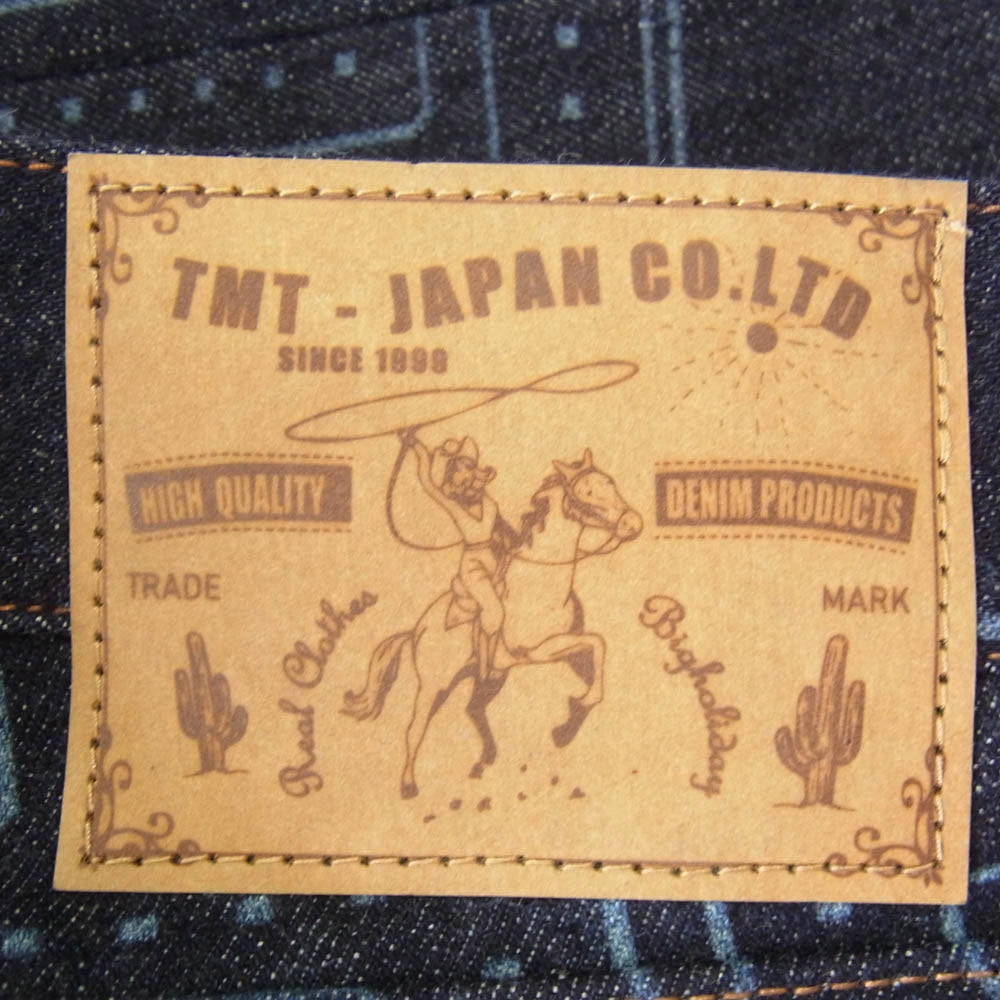 TMT - JAPAN CO.LTD
SINCE 1999
HIGH QUALITY
DENIM PRODUCTS
TRADE
MARK
Real Clothes
Bigholiday